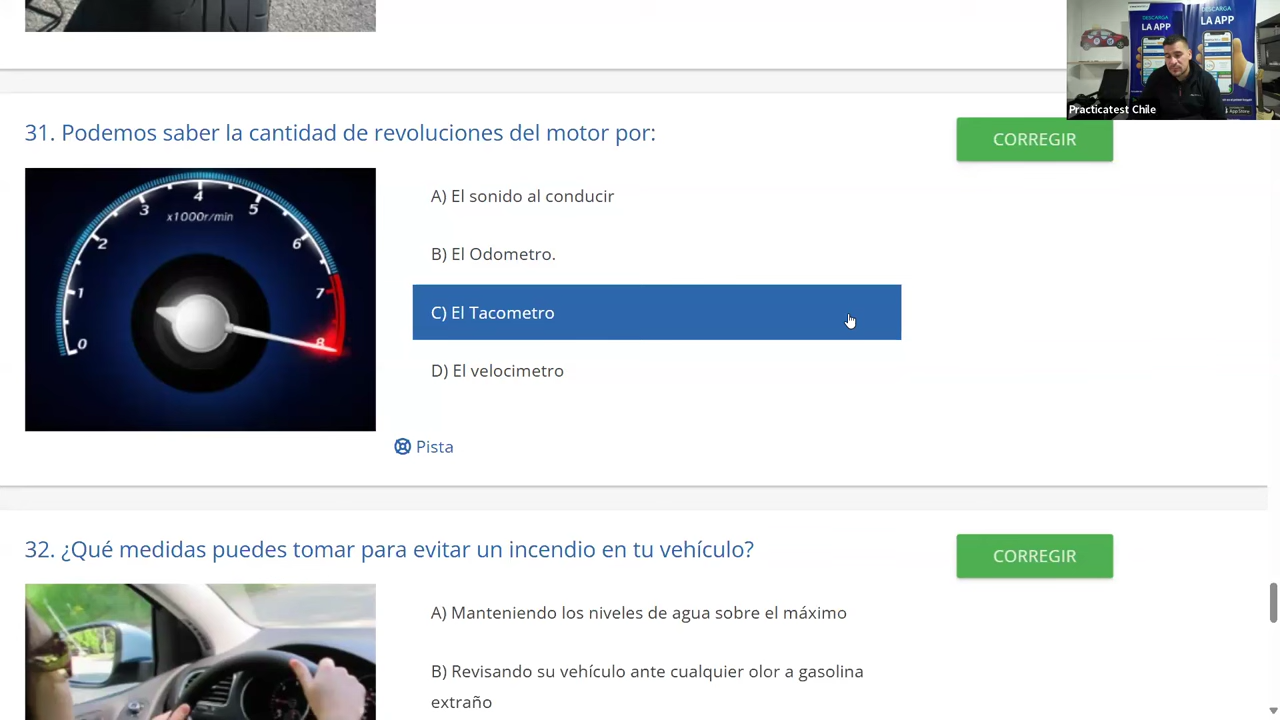 DESCARGA
LA APP
DESCARGA
LA APP
Practicatest Chile
31. Podemos saber la cantidad de revoluciones del motor por:
CORREGIR
0
1
2
3
4
5
6
7
8
x1000r/min
A) El sonido al conducir
B) El Odometro.
C) El Tacometro
D) El velocimetro
Pista
32. ¿Qué medidas puedes tomar para evitar un incendio en tu vehículo?
CORREGIR
A) Manteniendo los niveles de agua sobre el máximo
B) Revisando su vehículo ante cualquier olor a gasolina
extraño